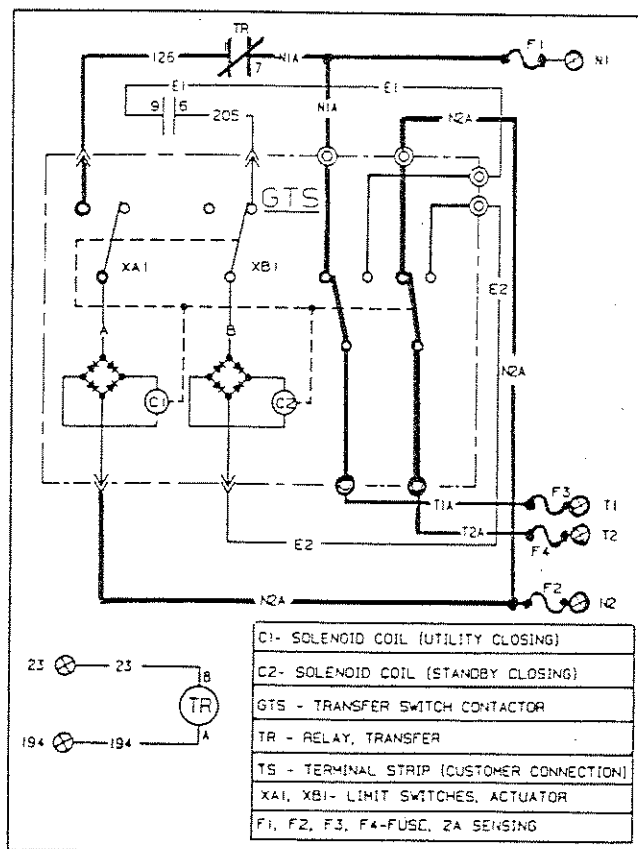 TR
F1
126
1
7
N1A
N1
E1
E1
9
6
205
N1A
N2A
GTS
XA1
XB1
E2
A
B
N2A
C1
C2
F3
T1A
T1
T2A
T2
F4
E2
F2
N2A
N2
C1- SOLENOID COIL (UTILITY CLOSING)
23
23
B
C2- SOLENOID COIL (STANDBY CLOSING)
TR
GTS - TRANSFER SWITCH CONTACTOR
194
194
A
TR - RELAY, TRANSFER
TS - TERMINAL STRIP (CUSTOMER CONNECTION)
XA1, XB1- LIMIT SWITCHES, ACTUATOR
F1, F2, F3, F4-FUSE, 2A SENSING